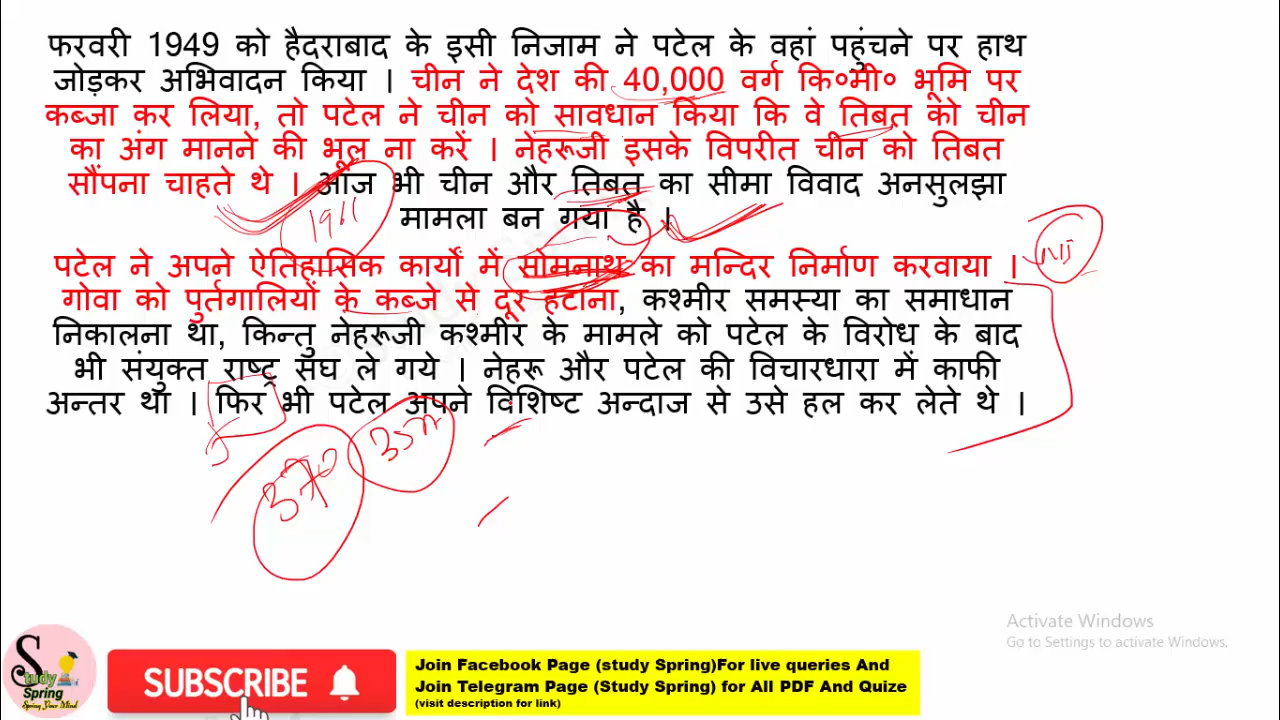 फरवरी 1949 को हैदराबाद के इसी निजाम ने पटेल के वहां पहुंचने पर हाथ
जोड़कर अभिवादन किया । चीन ने देश की 40,000 वर्ग कि०मी० भूमि पर
कब्जा कर लिया, तो पटेल ने चीन को सावधान किया कि वे तिबत को चीन
का अंग मानने की भूल ना करें । नेहरूजी इसके विपरीत चीन को तिबत
सौंपना चाहते थे । आज भी चीन और तिबत का सीमा विवाद अनसुलझा
मामला बन गया है ।
पटेल ने अपने ऐतिहासिक कार्यों में सोमनाथ का मन्दिर निर्माण करवाया ।
गोवा को पुर्तगालियों के कब्जे से दूर हटाना, कश्मीर समस्या का समाधान
निकालना था, किन्तु नेहरूजी कश्मीर के मामले को पटेल के विरोध के बाद
भी संयुक्त राष्ट्र संघ ले गये । नेहरू और पटेल की विचारधारा में काफी
अन्तर था । फिर भी पटेल अपने विशिष्ट अन्दाज से उसे हल कर लेते थे ।
370
Activate Windows
Go to Settings to activate Windows.
Study
Spring
Spring Your Mind
SUBSCRIBE
Join Facebook Page (study Spring)For live queries And
Join Telegram Page (Study Spring) for All PDF And Quize
(visit description for link)